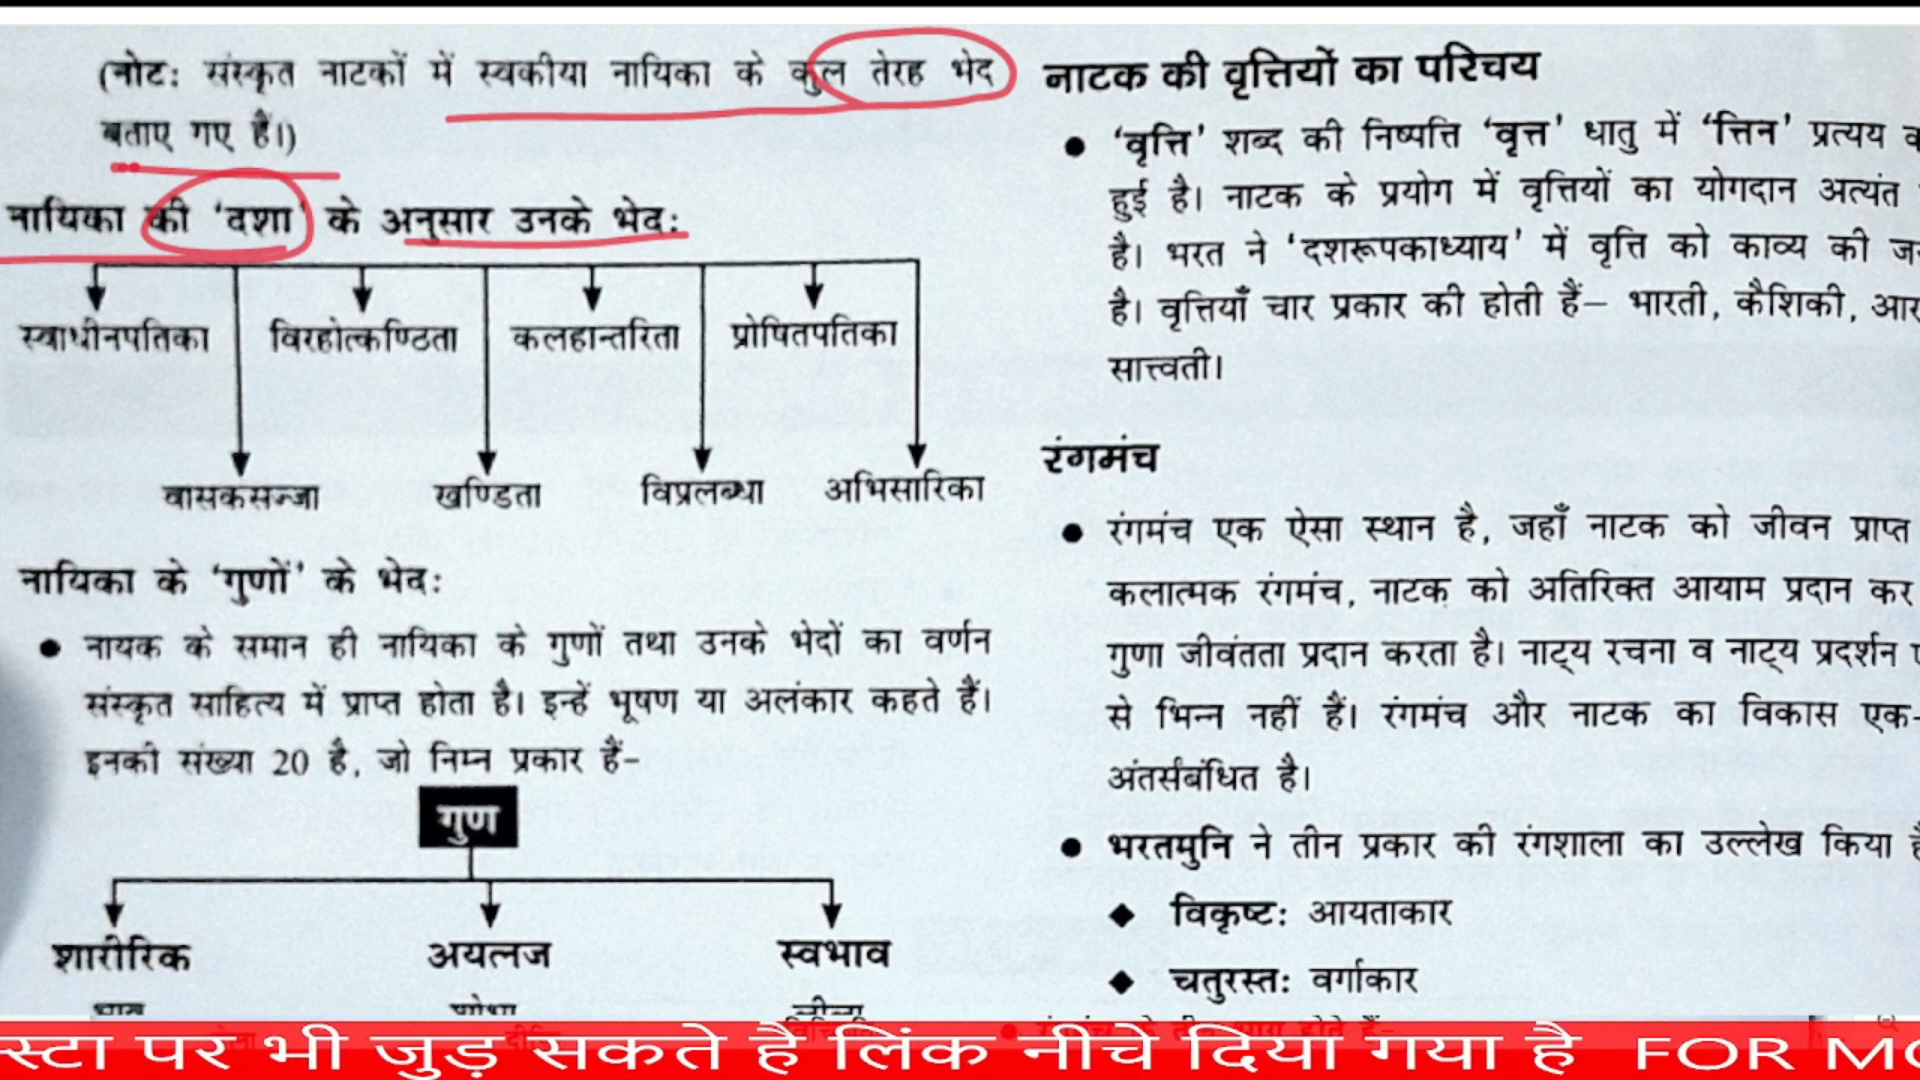 (नोट: संस्कृत नाटकों में स्वकीया नायिका के कुल तेरह भेद
बताए गए हैं।)
नायिका की 'दशा' के अनुसार उनके भेद:
स्वाधीनपतिका विरहोत्कण्ठिता कलहान्तरिता प्रोषितपतिका
वासकसज्जा खण्डिता विप्रलब्धा अभिसारिका
नायिका के 'गुणों' के भेद:
● नायक के समान ही नायिका के गुणों तथा उनके भेदों का वर्णन
संस्कृत साहित्य में प्राप्त होता है। इन्हें भूषण या अलंकार कहते हैं।
इनकी संख्या 20 है, जो निम्न प्रकार हैं–
गुण
शारीरिक अयत्नज स्वभाव
भाव शोभा लीला
नाटक की वृत्तियों का परिचय
● 'वृत्ति' शब्द की निष्पत्ति 'वृत्त' धातु में 'त्तिन' प्रत्यय
हुई है। नाटक के प्रयोग में वृत्तियों का योगदान अत्यंत
है। भरत ने 'दशरूपकाध्याय' में वृत्ति को काव्य की
है। वृत्तियाँ चार प्रकार की होती हैं– भारती, कैशिकी, आर
सात्त्वती।
रंगमंच
● रंगमंच एक ऐसा स्थान है, जहाँ नाटक को जीवन प्राप्त
कलात्मक रंगमंच, नाटक को अतिरिक्त आयाम प्रदान कर
गुणा जीवंतता प्रदान करता है। नाट्य रचना व नाट्य प्रदर्शन
से भिन्न नहीं हैं। रंगमंच और नाटक का विकास एक-
अंतर्संबंधित है।
● भरतमुनि ने तीन प्रकार की रंगशाला का उल्लेख किया
◆ विकृष्ट: आयताकार
◆ चतुरस्त: वर्गाकार
स्टा पर भी जुड़ सकते है लिंक नीचे दिया गया है FOR MO